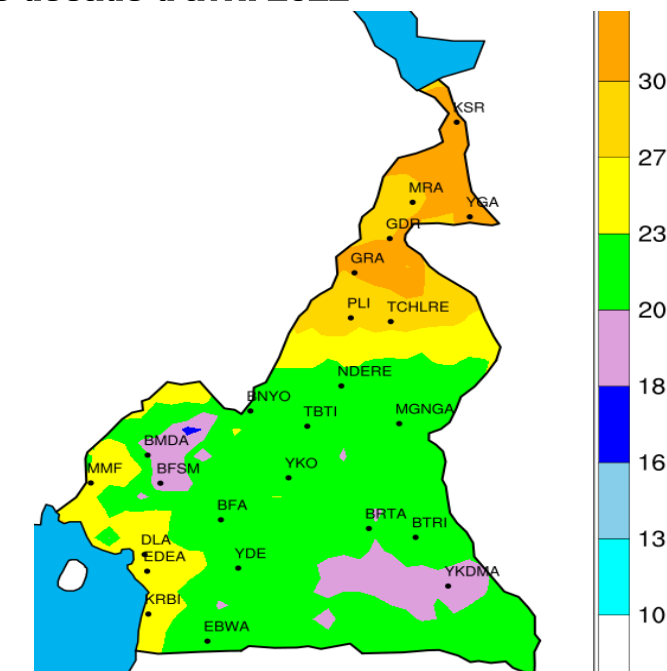 KSR
MRA
YGA
GDR
GRA
PLI
TCHLRE
NDERE
BNYO
TBTI
MGNGA
BMDA
MMF
BFSM
YKO
BFA
BRTA
BTRI
DLA
EDEA
YDE
YKDMA
KRBI
EBWA
30
27
23
20
18
16
13
10